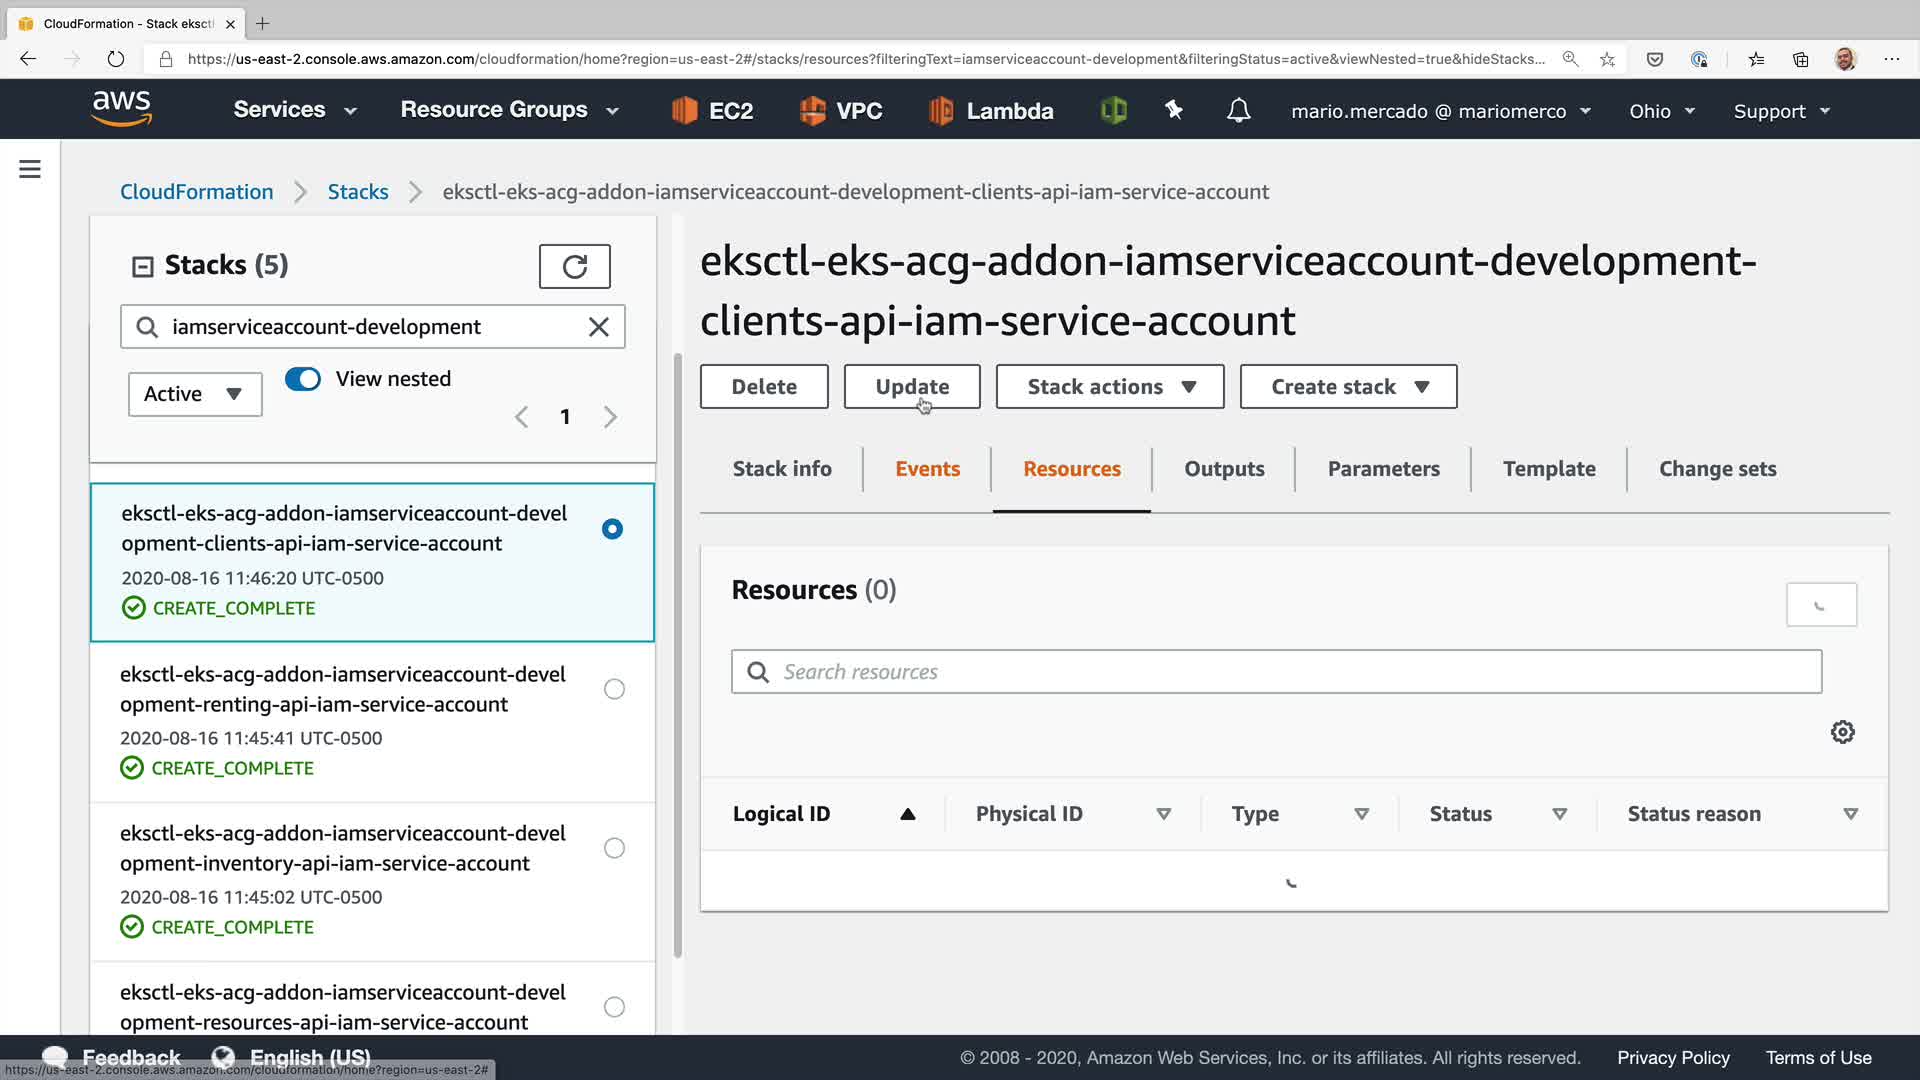 CloudFormation - Stack eksct
https://us-east-2.console.aws.amazon.com/cloudformation/home?region=us-east-2#/stacks/resources?filteringText=iamserviceaccount-development&filteringStatus=active&viewNested=true&hideStacks...
aws
Services
Resource Groups
EC2
VPC
Lambda
mario.mercado @ mariomerco
Ohio
Support
CloudFormation
Stacks
eksctl-eks-acg-addon-iamserviceaccount-development-clients-api-iam-service-account
Stacks (5)
iamserviceaccount-development
Active
View nested
1
eksctl-eks-acg-addon-iamserviceaccount-devel
opment-clients-api-iam-service-account
2020-08-16 11:46:20 UTC-0500
CREATE_COMPLETE
eksctl-eks-acg-addon-iamserviceaccount-devel
opment-renting-api-iam-service-account
2020-08-16 11:45:41 UTC-0500
CREATE_COMPLETE
eksctl-eks-acg-addon-iamserviceaccount-devel
opment-inventory-api-iam-service-account
2020-08-16 11:45:02 UTC-0500
CREATE_COMPLETE
eksctl-eks-acg-addon-iamserviceaccount-devel
opment-resources-api-iam-service-account
eksctl-eks-acg-addon-iamserviceaccount-development-
clients-api-iam-service-account
Delete
Update
Stack actions
Create stack
Stack info
Events
Resources
Outputs
Parameters
Template
Change sets
Resources (0)
Search resources
Logical ID
Physical ID
Type
Status
Status reason
Feedback
English (US)
© 2008 - 2020, Amazon Web Services, Inc. or its affiliates. All rights reserved.
Privacy Policy
Terms of Use
https://us-east-2.console.aws.amazon.com/cloudformation/home?region=us-east-2#